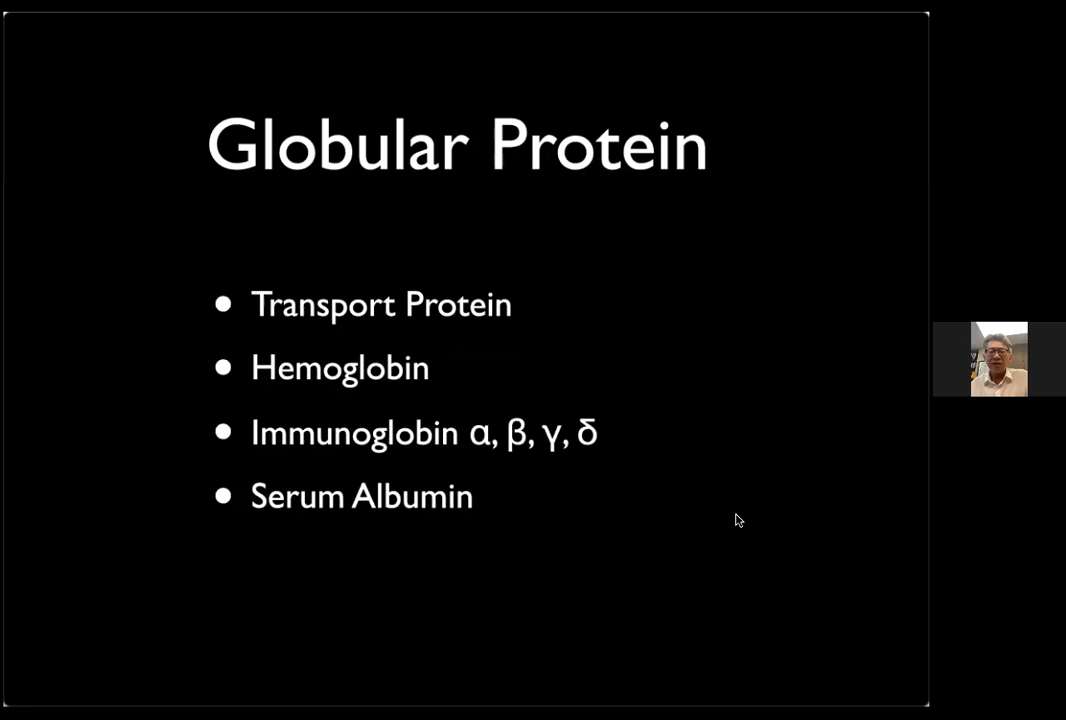 Globular Protein
• Transport Protein
• Hemoglobin
• Immunoglobin α, β, γ, δ
• Serum Albumin